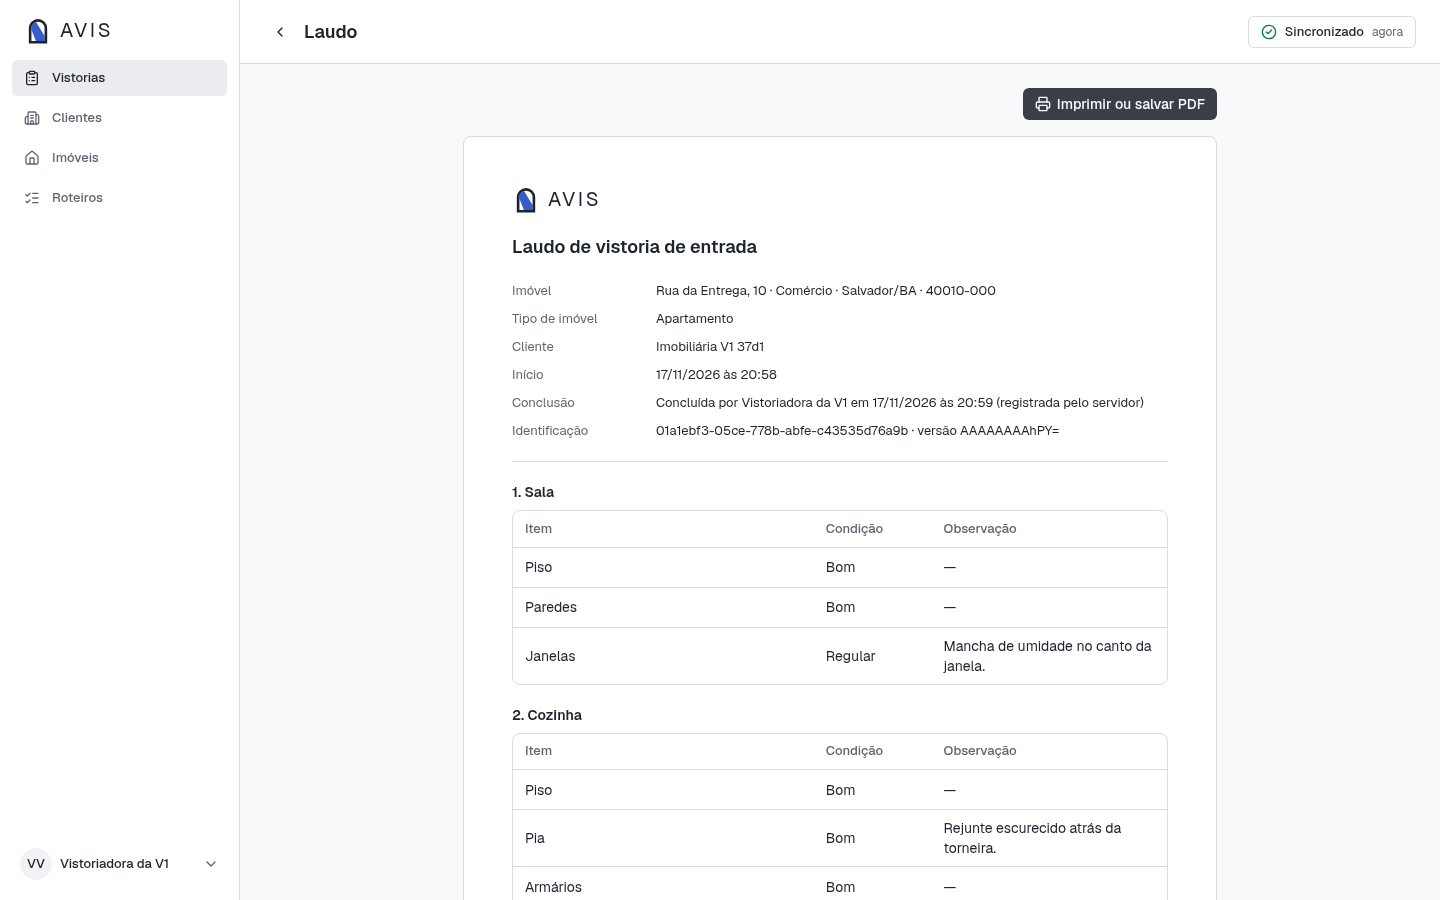 AVIS
Laudo
Sincronizado agora
Vistorias
Clientes
Imóveis
Roteiros
Imprimir ou salvar PDF
AVIS
Laudo de vistoria de entrada
Imóvel Rua da Entrega, 10 · Comércio · Salvador/BA · 40010-000
Tipo de imóvel Apartamento
Cliente Imobiliária V1 37d1
Início 17/11/2026 às 20:58
Conclusão Concluída por Vistoriadora da V1 em 17/11/2026 às 20:59 (registrada pelo servidor)
Identificação 01a1ebf3-05ce-778b-abfe-c43535d76a9b · versão AAAAAAAAhPY=
1. Sala
Item Condição Observação
Piso Bom —
Paredes Bom —
Janelas Regular Mancha de umidade no canto da
janela.
2. Cozinha
Item Condição Observação
Piso Bom —
Pia Bom Rejunte escurecido atrás da
torneira.
Armários Bom —
VV Vistoriadora da V1